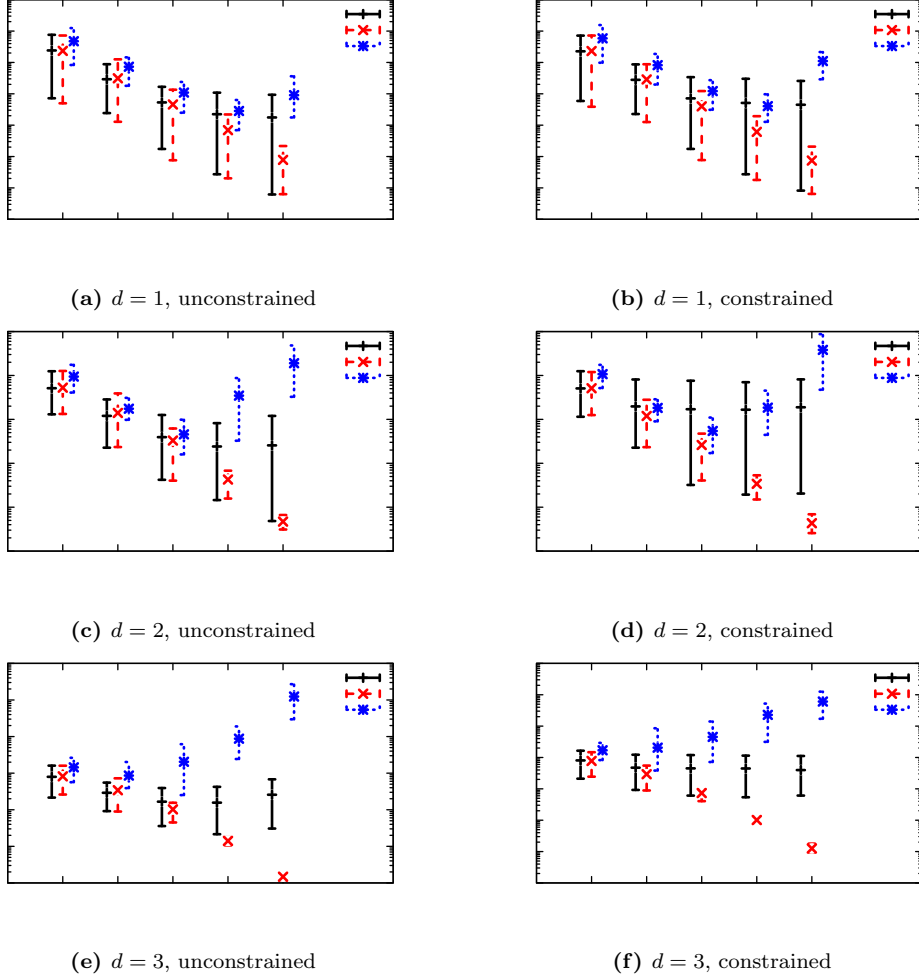 (a) d = 1, unconstrained
(b) d = 1, constrained
(c) d = 2, unconstrained
(d) d = 2, constrained
(e) d = 3, unconstrained
(f) d = 3, constrained